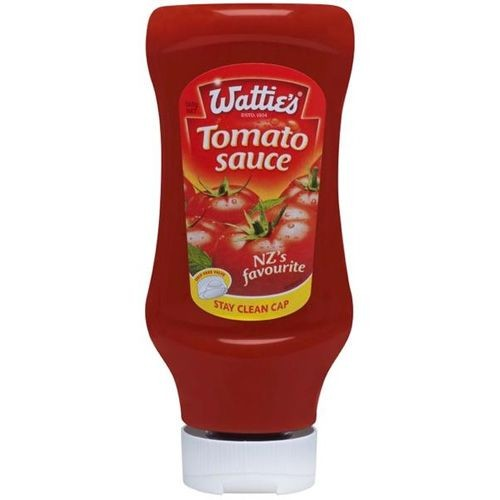 Wattie's®
ESTD. 1934
Tomato
sauce
NZ's
favourite
STAY CLEAN CAP